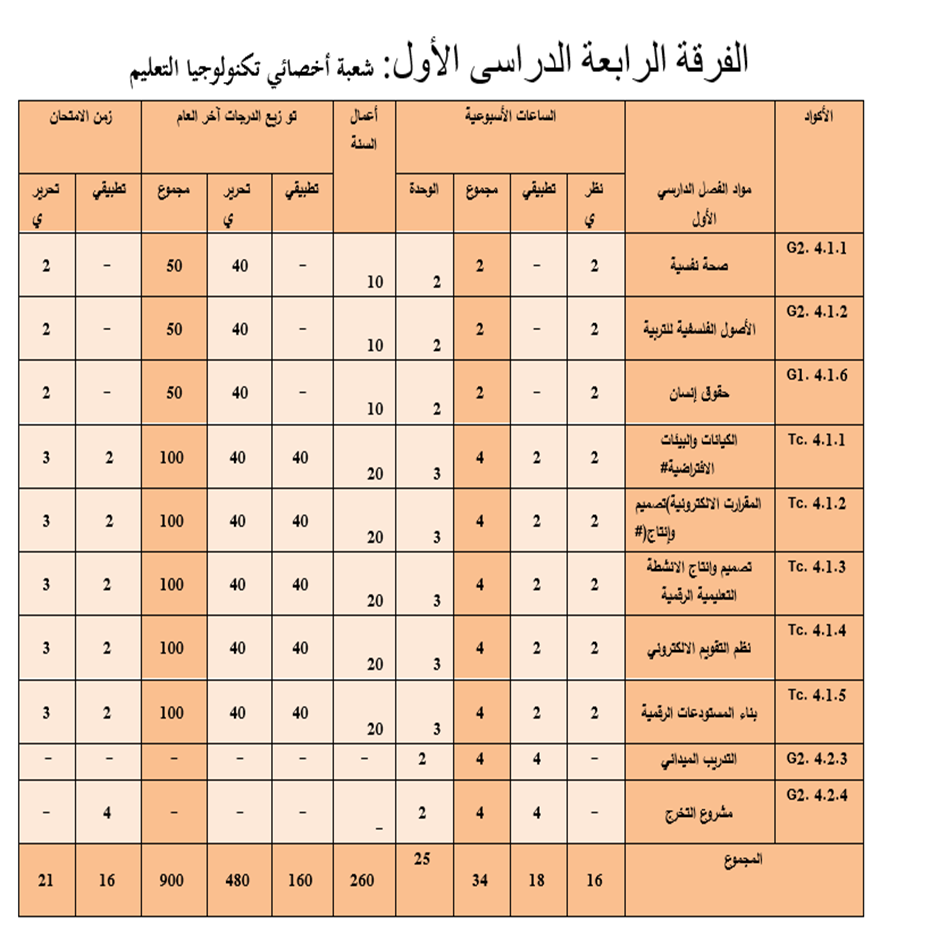 الفرقة الرابعة الدراسى الأول: شعبة أخصائي تكنولوجيا التعليم
الأكواد | مواد الفصل الدارسي الأول | الساعات الأسبوعية | أعمال السنة | تو زيع الدرجات آخر العام | زمن الامتحان
نظر ي | تطبيقي | مجموع | الوحدة | تطبيقي | تحرير ي | مجموع | تطبيقي | تحرير ي
G2. 4.1.1 | صحة نفسية | 2 | - | 2 | 2 | 10 | - | 40 | 50 | - | 2
G2. 4.1.2 | الأصول الفلسفية للتربية | 2 | - | 2 | 2 | 10 | - | 40 | 50 | - | 2
G1. 4.1.6 | حقوق إنسان | 2 | - | 2 | 2 | 10 | - | 40 | 50 | - | 2
Tc. 4.1.1 | الكيانات والبيئات الافتراضية# | 2 | 2 | 4 | 3 | 20 | 40 | 40 | 100 | 2 | 3
Tc. 4.1.2 | المقرارت الالكترونية)تصميم وإنتاج(# | 2 | 2 | 4 | 3 | 20 | 40 | 40 | 100 | 2 | 3
Tc. 4.1.3 | تصميم وانتاج الانشطة التعليمية الرقمية | 2 | 2 | 4 | 3 | 20 | 40 | 40 | 100 | 2 | 3
Tc. 4.1.4 | نظم التقويم الالكتروني | 2 | 2 | 4 | 3 | 20 | 40 | 40 | 100 | 2 | 3
Tc. 4.1.5 | بناء المستودعات الرقمية | 2 | 2 | 4 | 3 | 20 | 40 | 40 | 100 | 2 | 3
G2. 4.2.3 | التدريب الميداني | - | 4 | 4 | 2 | - | - | - | - | - | -
G2. 4.2.4 | مشروع التخرج | - | 4 | 4 | 2 | - | - | - | - | 4 | -
المجموع | 16 | 18 | 34 | 25 | 260 | 160 | 480 | 900 | 16 | 21